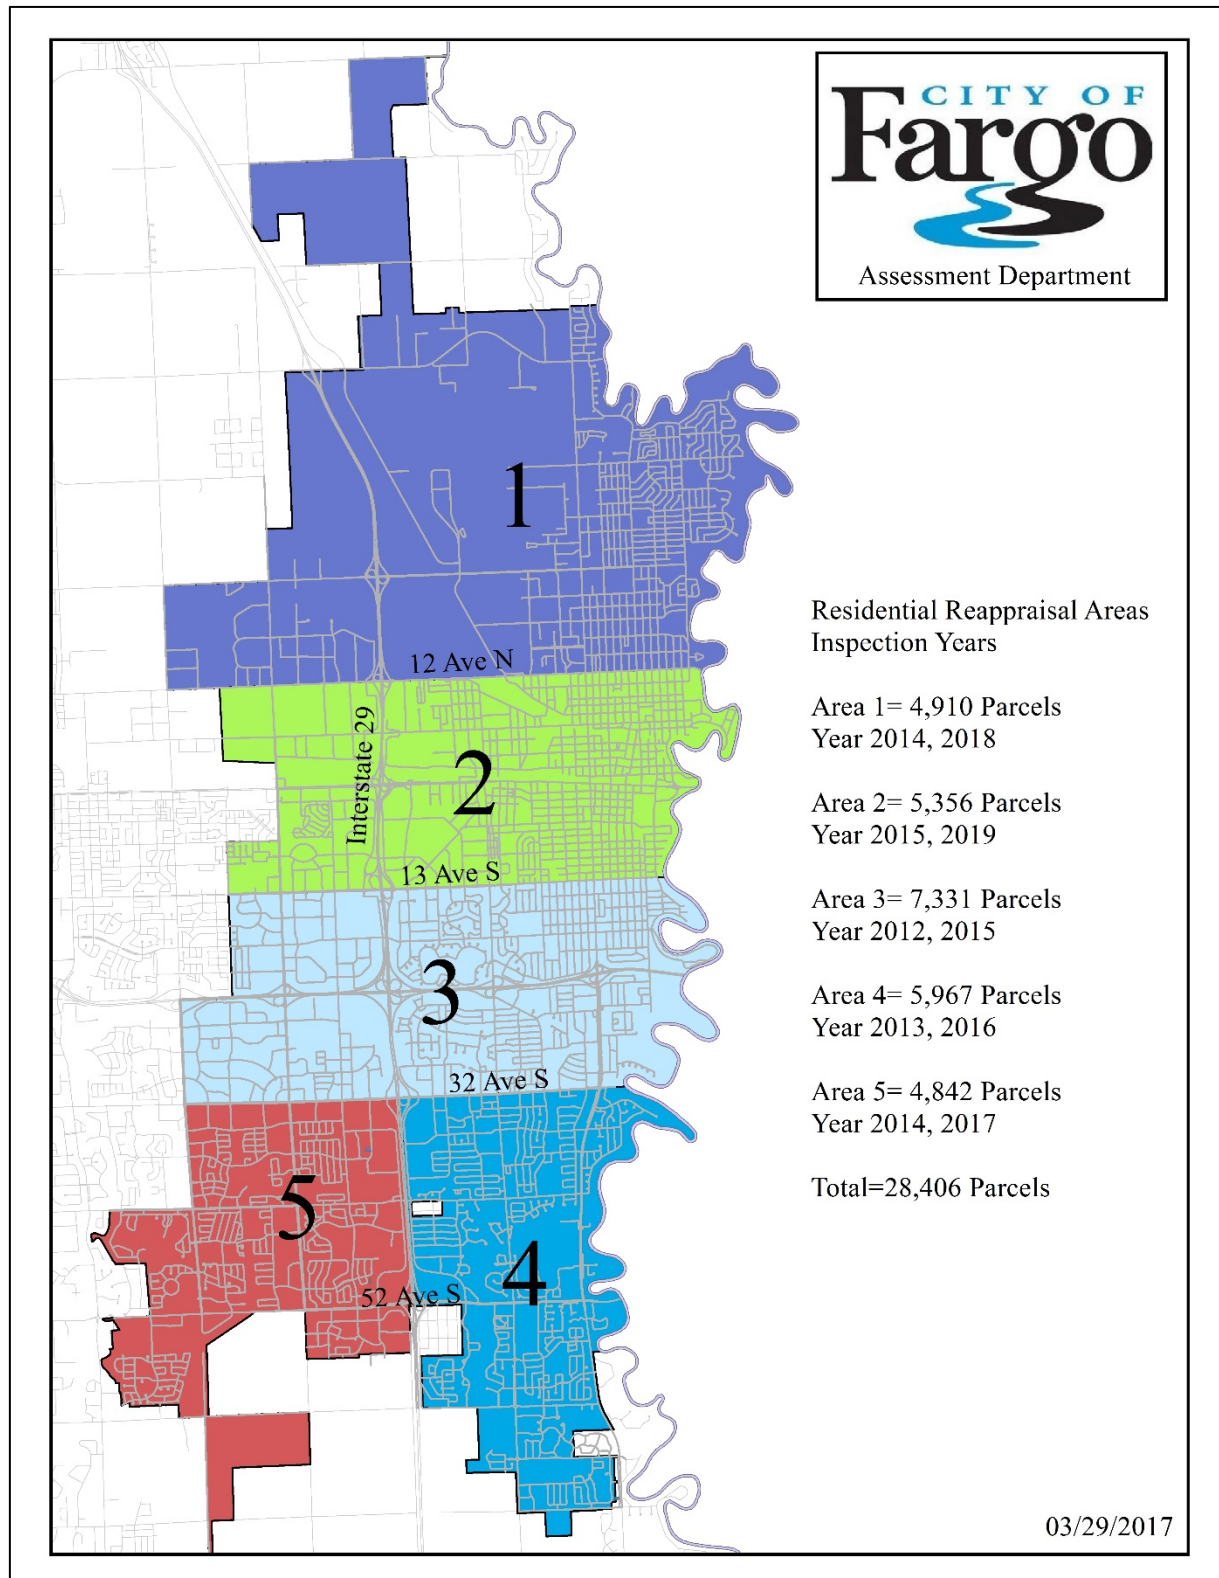 CITY OF
Fargo
Assessment Department
1
12 Ave N
Interstate 29
2
13 Ave S
3
32 Ave S
5
4
52 Ave S
Residential Reappraisal Areas
Inspection Years
Area 1= 4,910 Parcels
Year 2014, 2018
Area 2= 5,356 Parcels
Year 2015, 2019
Area 3= 7,331 Parcels
Year 2012, 2015
Area 4= 5,967 Parcels
Year 2013, 2016
Area 5= 4,842 Parcels
Year 2014, 2017
Total=28,406 Parcels
03/29/2017